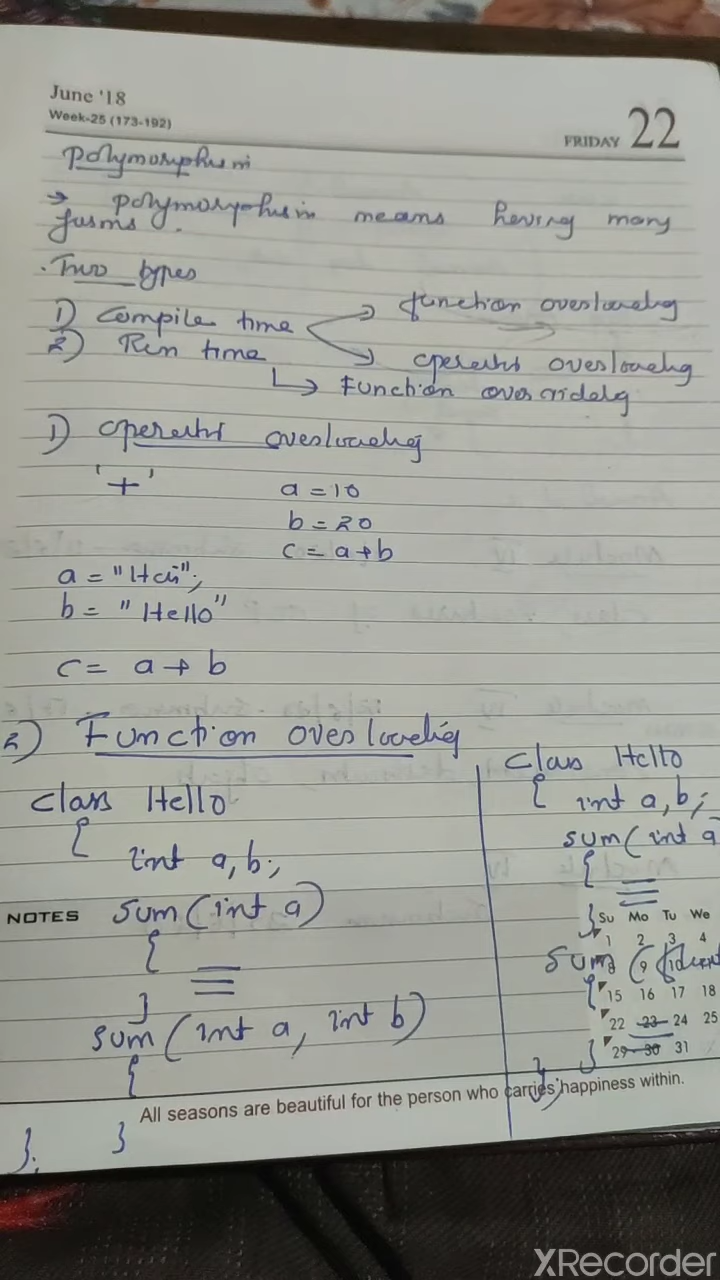 June '18
Week-25 (173-192)
FRIDAY 22
polymorphism
→ polymorphism means having many
forms.
. Two types
1) Compile time → function overloading
2) Run time → operator overloading
↳ Function overriding
1) operator overloading
'+' a = 10
b = 20
c = a+b
a = "Hai";
b = "Hello"
c = a + b
2) Function overloading
class Hello
{
int a,b;
NOTES
sum(int a)
{
}
sum(int a, int b)
{
}
};
class Hello
{ int a,b;
sum(int a
{
}
Su Mo Tu We
1 2 3 4
sum(
9
{
15 16 17 18
22 23 24 25
}
29 30 31
};
All seasons are beautiful for the person who carries happiness within.
XRecorder